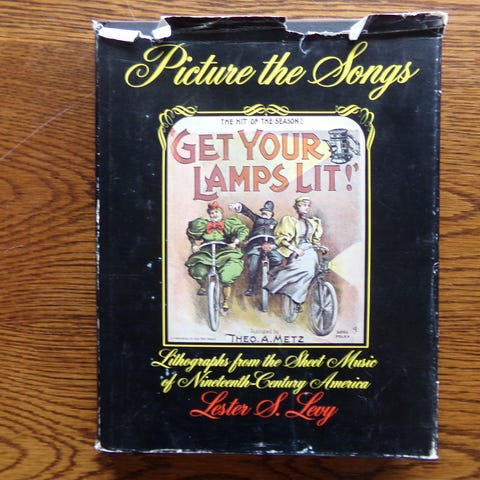 Picture the Songs
THE HIT OF THE SEASON!
"GET YOUR
LAMPS LIT!"
THEO. A. METZ
Lithographs from the Sheet Music
of Nineteenth-Century America
Lester S. Levy